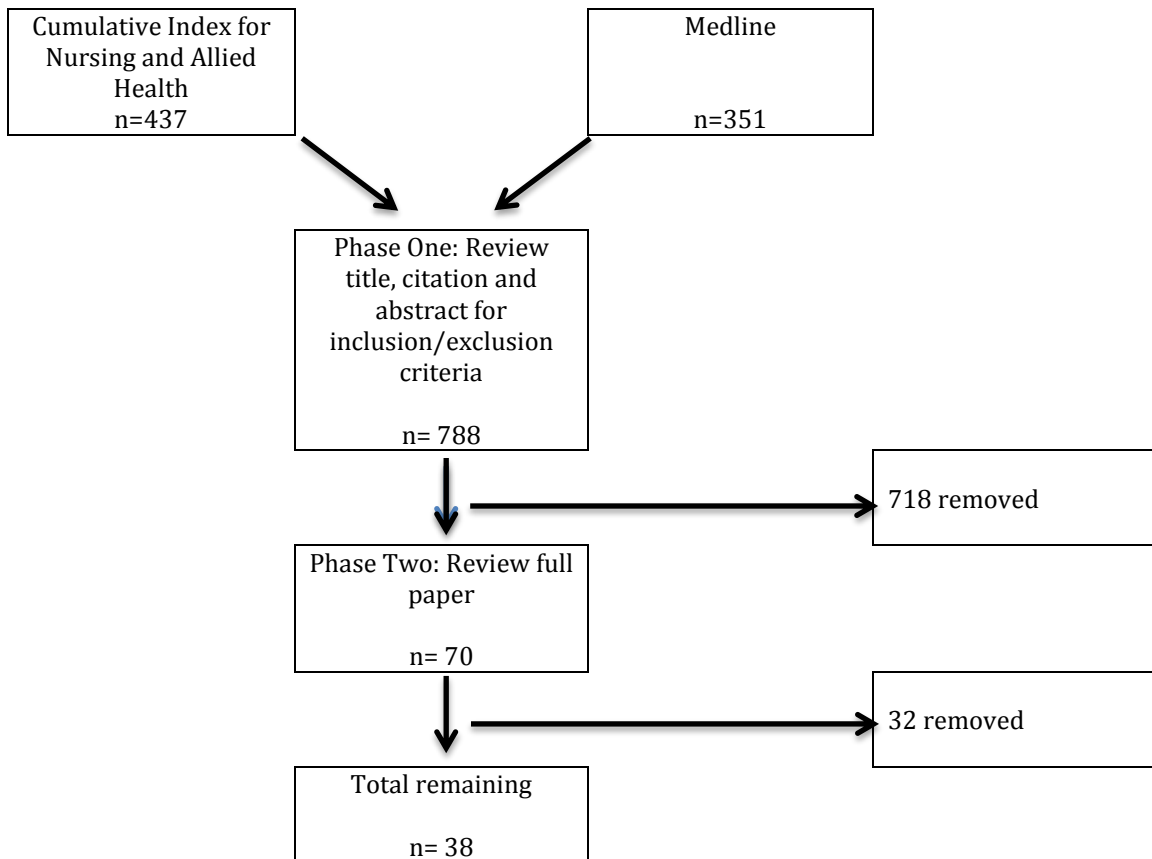 Cumulative Index for
Nursing and Allied
Health
n=437
Medline
n=351
Phase One: Review
title, citation and
abstract for
inclusion/exclusion
criteria
n= 788
718 removed
Phase Two: Review full
paper
n= 70
32 removed
Total remaining
n= 38